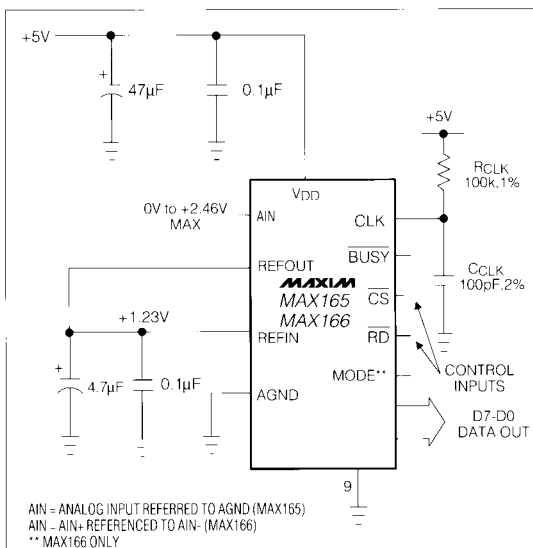 +5V
+
47µF
0.1µF
+5V
RCLK
100k, 1%
VDD
0V to +2.46V
MAX
AIN
CLK
REFOUT
BUSY
CCLK
100pF, 2%
MAXIM
MAX165
MAX166
CS
+1.23V
REFIN
RD
+
4.7µF
0.1µF
MODE**
CONTROL
INPUTS
AGND
D7-D0
DATA OUT
9
AIN = ANALOG INPUT REFERRED TO AGND (MAX165)
AIN - AIN+ REFERENCED TO AIN- (MAX166)
** MAX166 ONLY